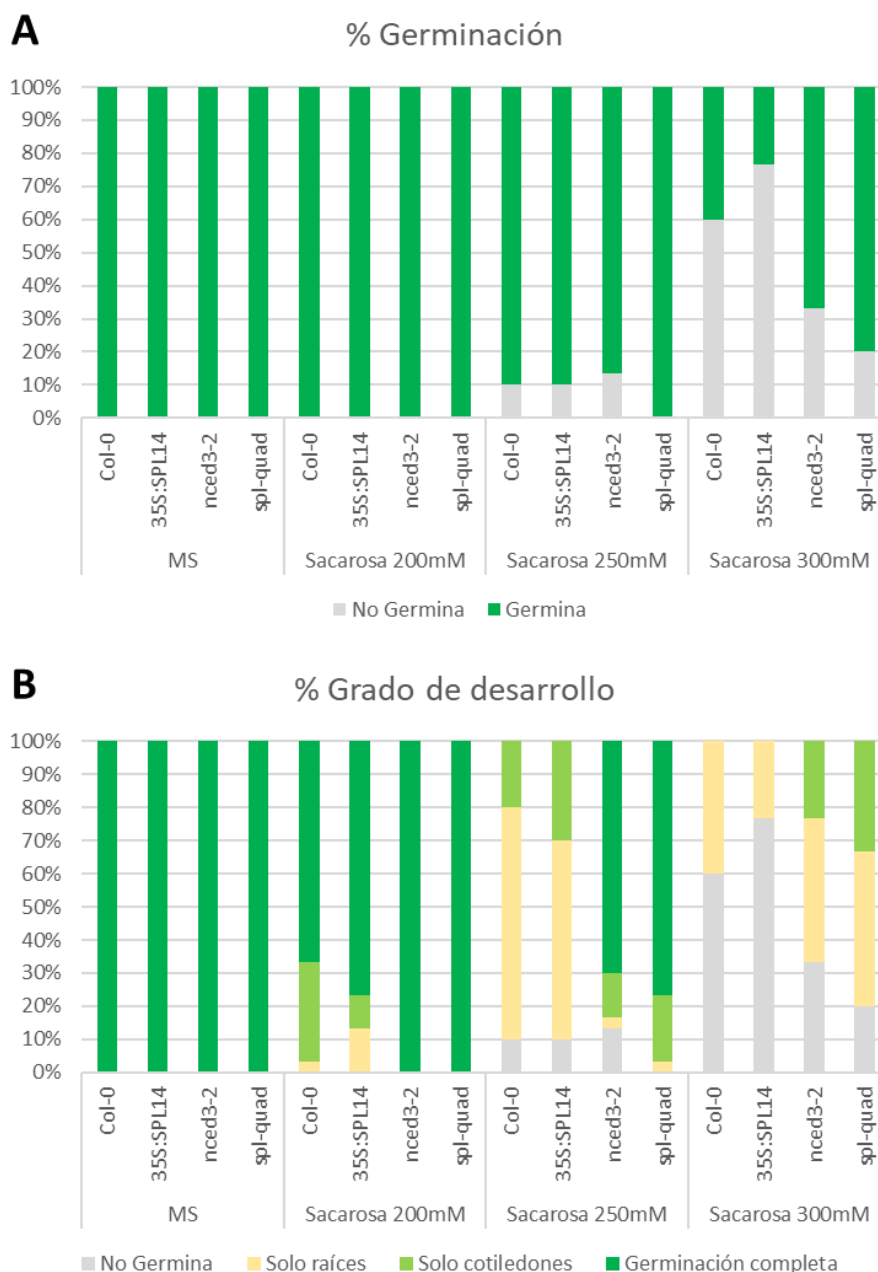 A
% Germinación
100%
90%
80%
70%
60%
50%
40%
30%
20%
10%
0%
Col-0 35S:SPL14 nced3-2 spl-quad Col-0 35S:SPL14 nced3-2 spl-quad Col-0 35S:SPL14 nced3-2 spl-quad Col-0 35S:SPL14 nced3-2 spl-quad
MS Sacarosa 200mM Sacarosa 250mM Sacarosa 300mM
No Germina Germina
B
% Grado de desarrollo
100%
90%
80%
70%
60%
50%
40%
30%
20%
10%
0%
Col-0 35S:SPL14 nced3-2 spl-quad Col-0 35S:SPL14 nced3-2 spl-quad Col-0 35S:SPL14 nced3-2 spl-quad Col-0 35S:SPL14 nced3-2 spl-quad
MS Sacarosa 200mM Sacarosa 250mM Sacarosa 300mM
No Germina Solo raíces Solo cotiledones Germinación completa